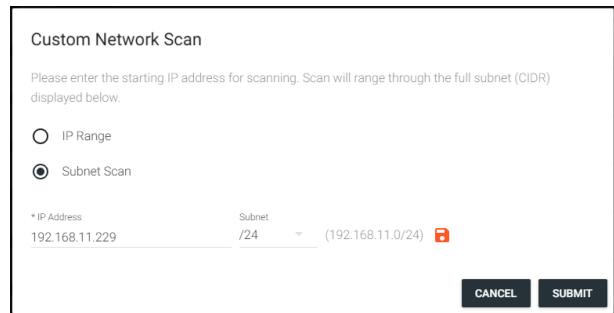 Custom Network Scan
Please enter the starting IP address for scanning. Scan will range through the full subnet (CIDR)
displayed below.
IP Range
Subnet Scan
* IP Address
Subnet
192.168.11.229
/24
(192.168.11.0/24)
CANCEL
SUBMIT